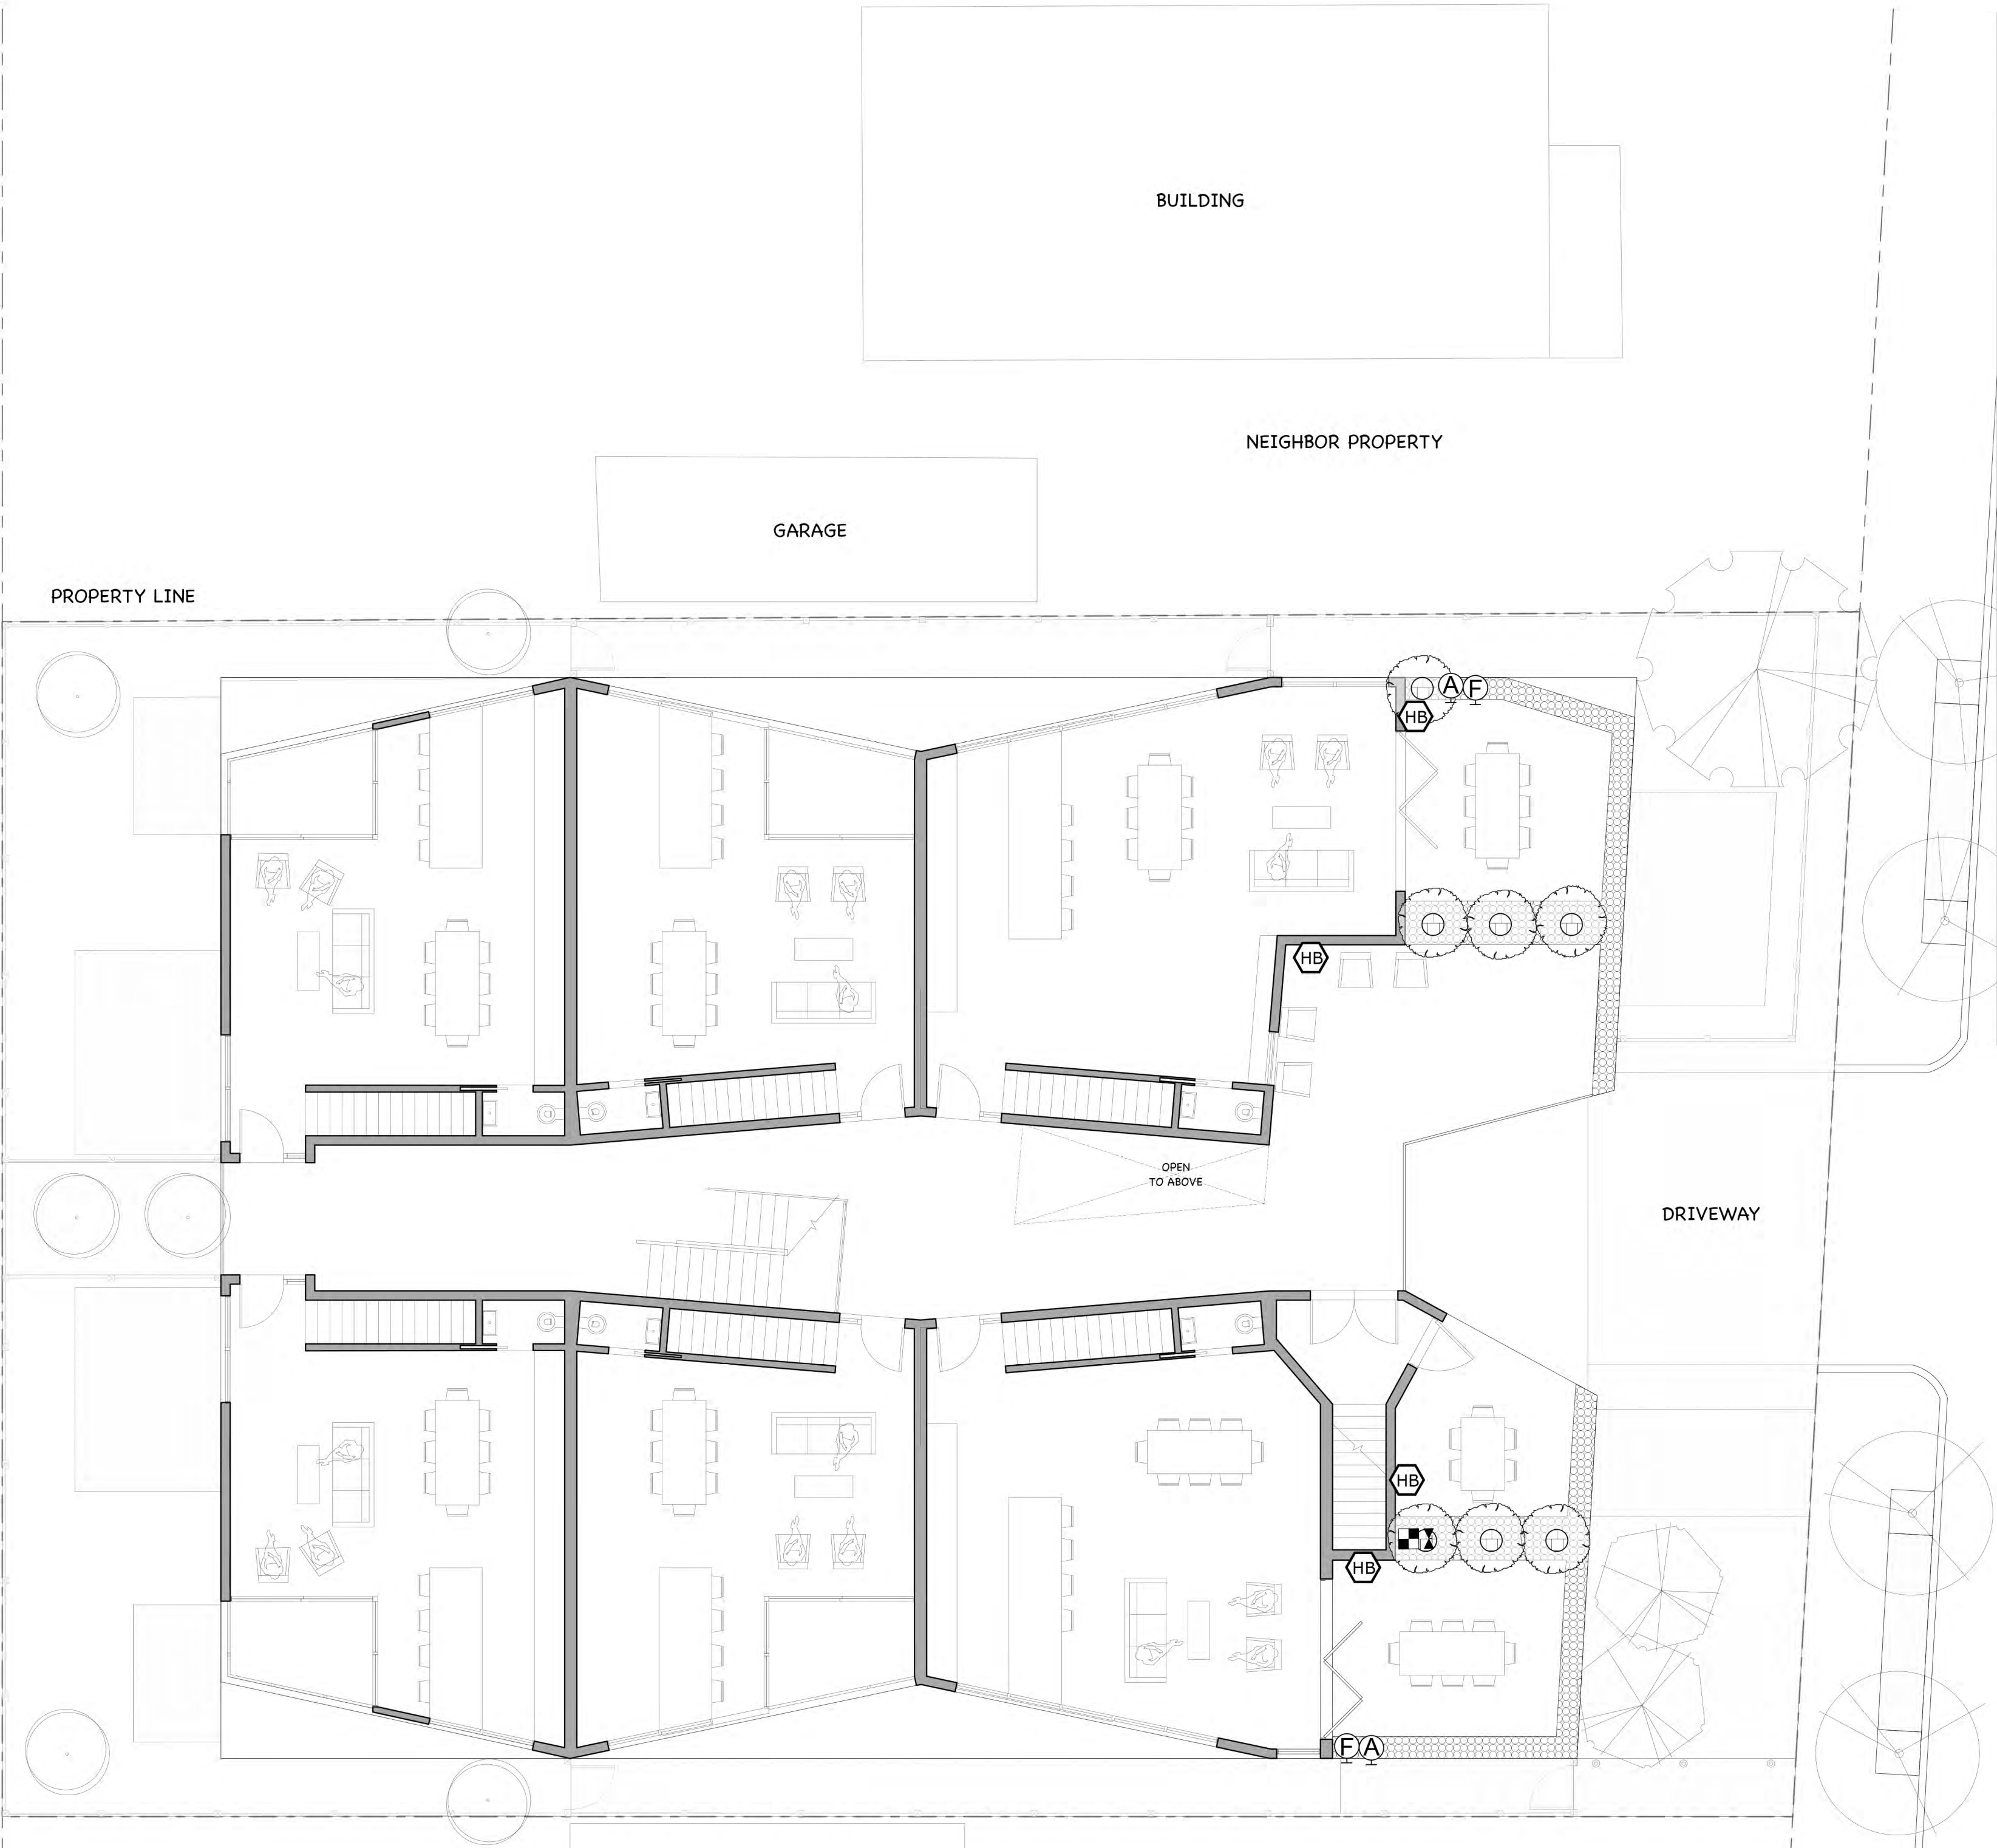 BUILDING
NEIGHBOR PROPERTY
GARAGE
PROPERTY LINE
A F
HB
HB
OPEN
TO ABOVE
DRIVEWAY
HB
HB
F A